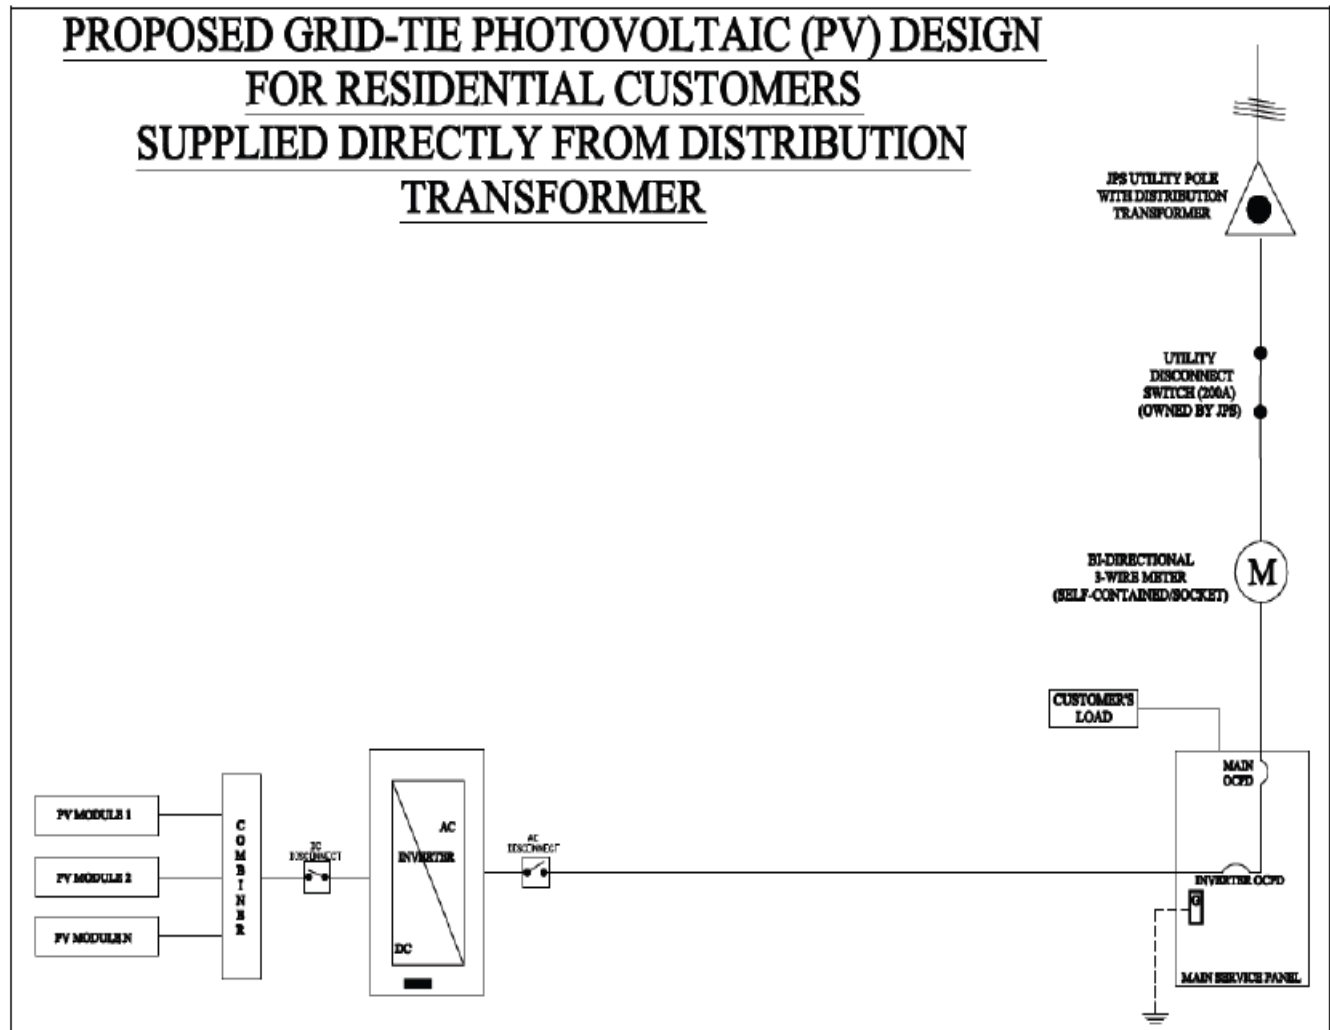 PROPOSED GRID-TIE PHOTOVOLTAIC (PV) DESIGN
FOR RESIDENTIAL CUSTOMERS
SUPPLIED DIRECTLY FROM DISTRIBUTION
TRANSFORMER
JPS UTILITY POLE
WITH DISTRIBUTION
TRANSFORMER
UTILITY
DISCONNECT
SWITCH (200A)
(OWNED BY JPS)
BI-DIRECTIONAL
3-WIRE METER
(SELF-CONTAINED/SOCKET)
M
CUSTOMER'S
LOAD
MAIN
OCPD
INVERTER OCPD
G
MAIN SERVICE PANEL
PV MODULE 1
PV MODULE 2
PV MODULE N
COMBINER
DC
DISCONNECT
AC
INVERTER
DC
AC
DISCONNECT